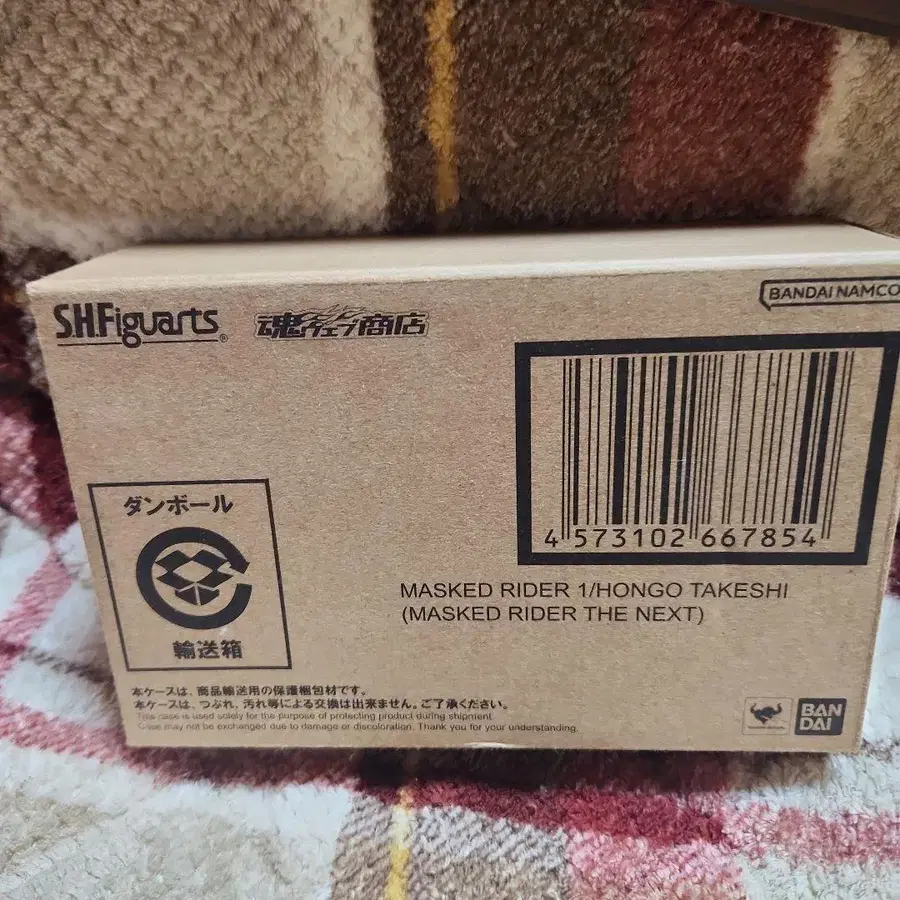 S.H.Figuarts®
魂ウェブ商店
BANDAI NAMCO
4 573102 667854
ダンボール
輸送箱
MASKED RIDER 1/HONGO TAKESHI
(MASKED RIDER THE NEXT)
本ケースは、商品輸送用の保護梱包材です。
本ケースは、つぶれ、汚れ等による交換は出来ません。ご了承ください。
This case is used solely for the purpose of protecting product during shipment.
Case may not be exchanged due to damage or discoloration. Thank you for your understanding.
BAN
DAI